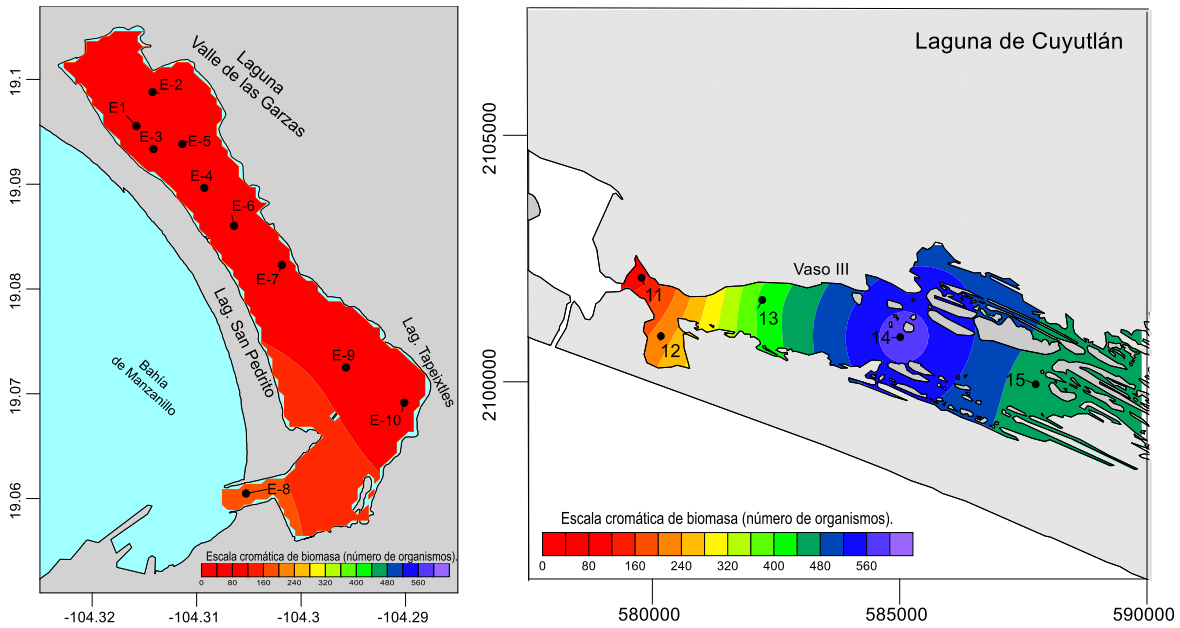 Laguna
Valle de las Garzas
E-2
E1
E-3
E-5
E-4
E-6
E-7
Lag. San Pedrito
Lag. Tapeixtles
E-9
E-10
E-8
Bahía
de Manzanillo
19.1
19.09
19.08
19.07
19.06
Escala cromática de biomasa (número de organismos).
0 80 160 240 320 400 480 560
-104.32 -104.31 -104.3 -104.29
Laguna de Cuyutlán
2105000
2100000
Vaso III
11
12
13
14
15
Escala cromática de biomasa (número de organismos).
0 80 160 240 320 400 480 560
580000 585000 590000